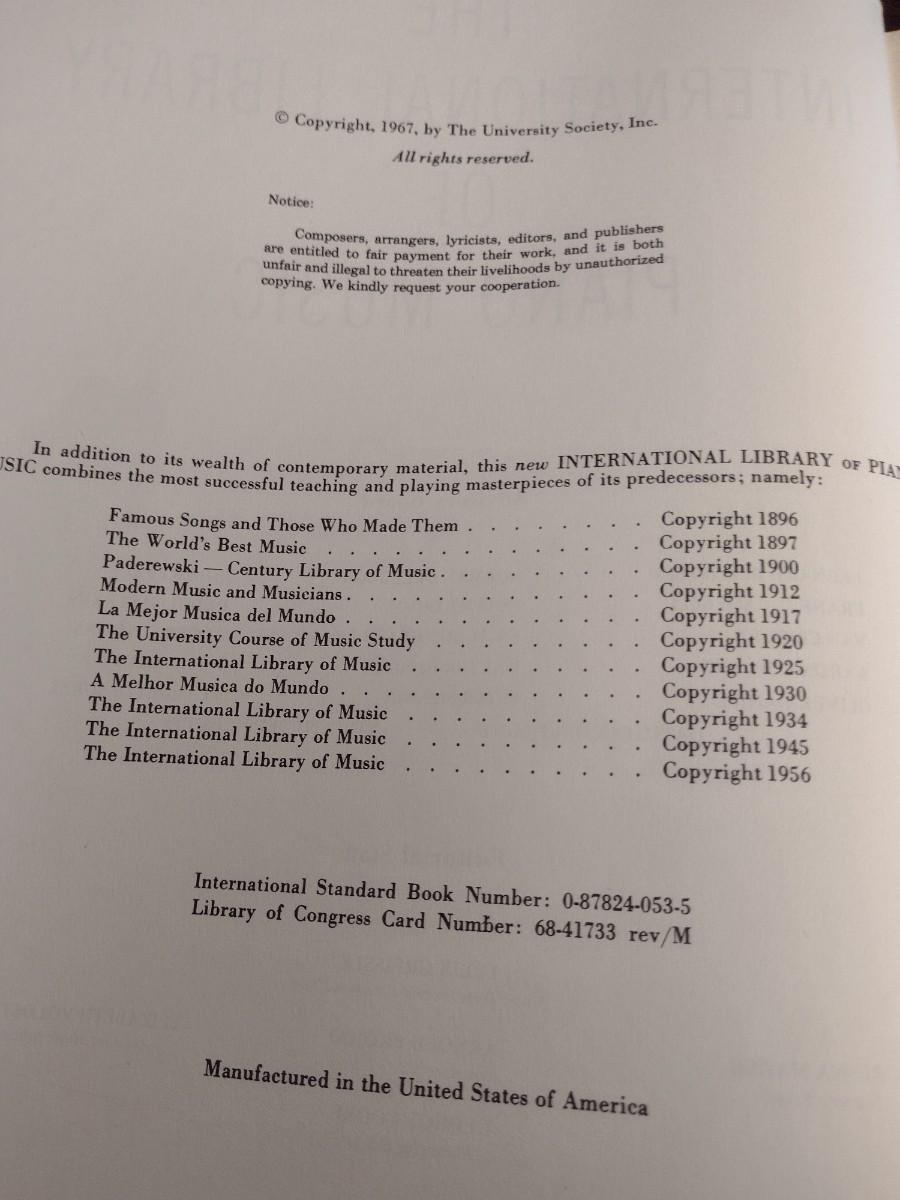 © Copyright, 1967, by The University Society, Inc.
All rights reserved.
Notice:
Composers, arrangers, lyricists, editors, and publishers
are entitled to fair payment for their work, and it is both
unfair and illegal to threaten their livelihoods by unauthorized
copying. We kindly request your cooperation.
In addition to its wealth of contemporary material, this new INTERNATIONAL LIBRARY OF PIAN
USIC combines the most successful teaching and playing masterpieces of its predecessors; namely:
Famous Songs and Those Who Made Them . . . . . . . . Copyright 1896
The World's Best Music . . . . . . . . . . . . . Copyright 1897
Paderewski — Century Library of Music . . . . . . . . . Copyright 1900
Modern Music and Musicians . . . . . . . . . . . . . Copyright 1912
La Mejor Musica del Mundo . . . . . . . . . . . . . Copyright 1917
The University Course of Music Study . . . . . . . . . Copyright 1920
The International Library of Music . . . . . . . . . . Copyright 1925
A Melhor Musica do Mundo . . . . . . . . . . . . . Copyright 1930
The International Library of Music . . . . . . . . . . Copyright 1934
The International Library of Music . . . . . . . . . . Copyright 1945
The International Library of Music . . . . . . . . . . Copyright 1956
International Standard Book Number: 0-87824-053-5
Library of Congress Card Number: 68-41733 rev/M
Manufactured in the United States of America